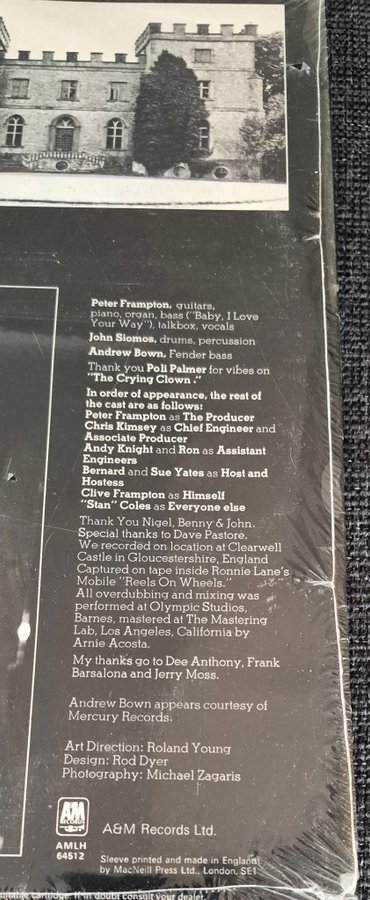 Peter Frampton, guitars,
piano, organ, bass ("Baby, I Love
Your Way"), talkbox, vocals
John Siomos, drums, percussion
Andrew Bown, Fender bass
Thank you Poli Palmer for vibes on
"The Crying Clown."
In order of appearance, the rest of
the cast are as follows:
Peter Frampton as The Producer
Chris Kimsey as Chief Engineer and
Associate Producer
Andy Knight and Ron as Assistant
Engineers
Bernard and Sue Yates as Host and
Hostess
Clive Frampton as Himself
"Stan" Coles as Everyone else
Thank You Nigel, Benny & John.
Special thanks to Dave Pastore.
We recorded on location at Clearwell
Castle in Gloucestershire, England
Captured on tape inside Ronnie Lane's
Mobile "Reels On Wheels."
All overdubbing and mixing was
performed at Olympic Studios,
Barnes, mastered at The Mastering
Lab, Los Angeles, California by
Arnie Acosta.
My thanks go to Dee Anthony, Frank
Barsalona and Jerry Moss.
Andrew Bown appears courtesy of
Mercury Records.
Art Direction: Roland Young
Design: Rod Dyer
Photography: Michael Zagaris
A&M
RECORDS
A&M Records Ltd.
AMLH
64512
Sleeve printed and made in England
by MacNeill Press Ltd., London, SE1
cartridge. If in doubt consult your dealer.